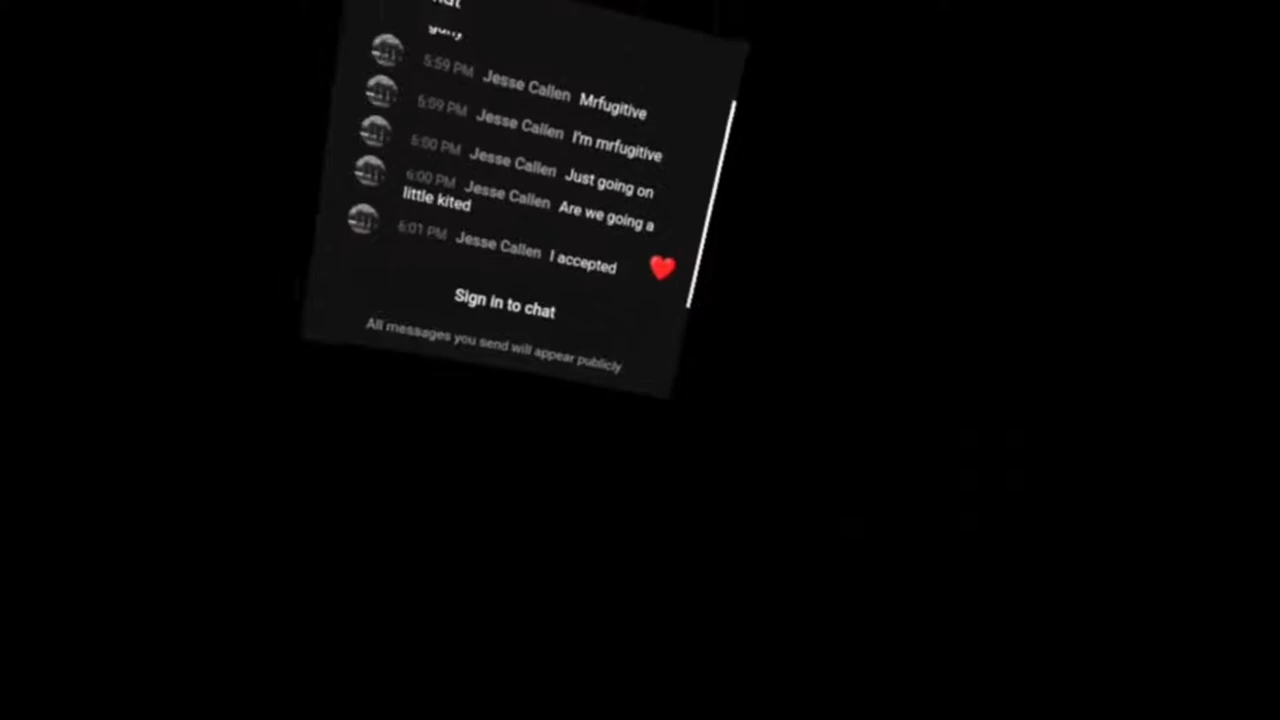 5:59 PM Jesse Callen Mrfugitive
5:59 PM Jesse Callen I'm mrfugitive
6:00 PM Jesse Callen Just going on
6:00 PM Jesse Callen Are we going a
little kited
6:01 PM Jesse Callen I accepted
Sign in to chat
All messages you send will appear publicly